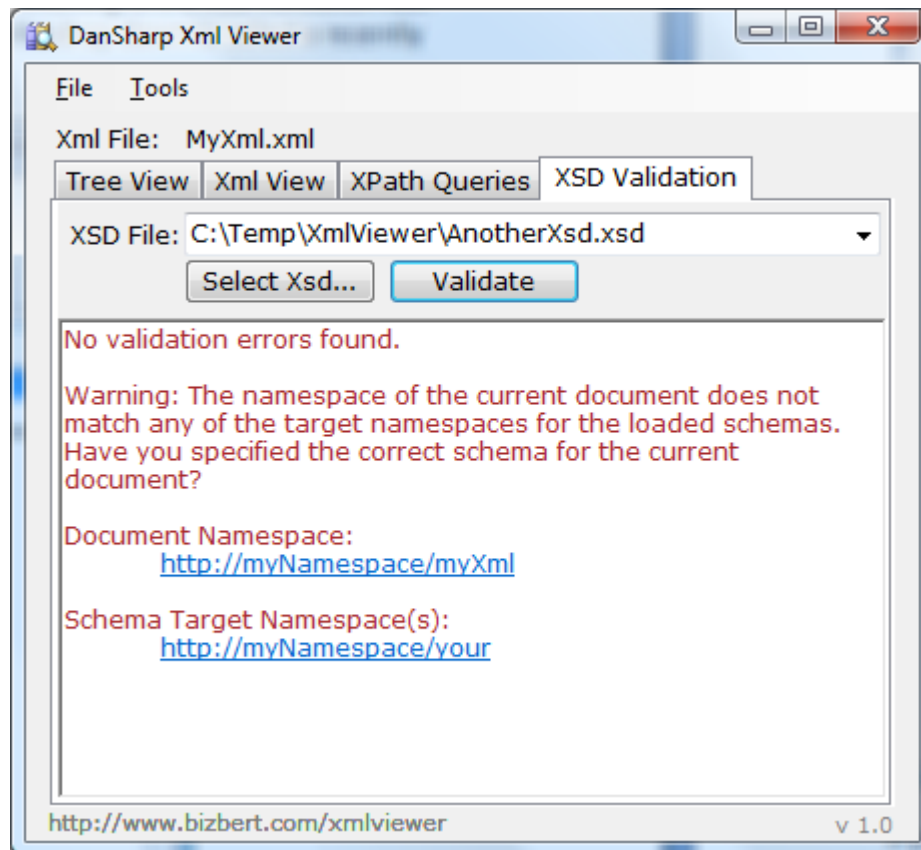 DanSharp Xml Viewer
File Tools
Xml File: MyXml.xml
Tree View Xml View XPath Queries XSD Validation
XSD File: C:\Temp\XmlViewer\AnotherXsd.xsd
Select Xsd... Validate
No validation errors found.
Warning: The namespace of the current document does not
match any of the target namespaces for the loaded schemas.
Have you specified the correct schema for the current
document?
Document Namespace:
http://myNamespace/myXml
Schema Target Namespace(s):
http://myNamespace/your
http://www.bizbert.com/xmlviewer v 1.0